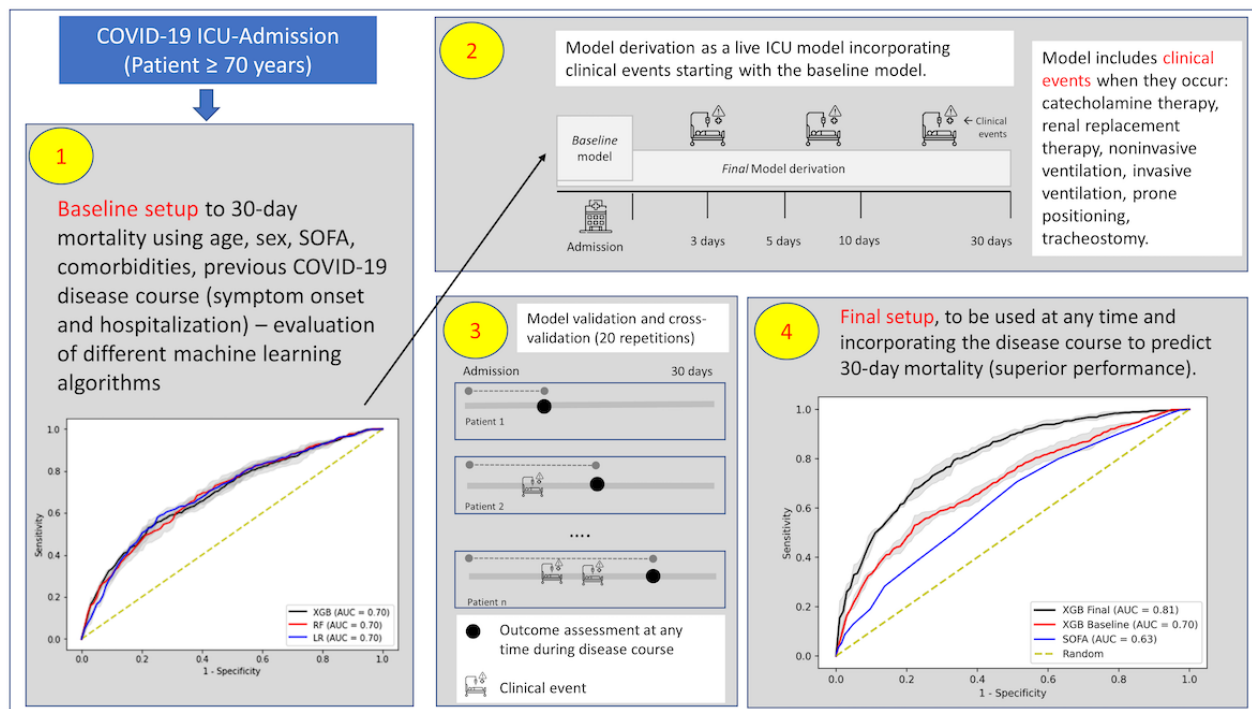 COVID-19 ICU-Admission
(Patient ≥ 70 years)
1
Baseline setup to 30-day
mortality using age, sex, SOFA,
comorbidities, previous COVID-19
disease course (symptom onset
and hospitalization) – evaluation
of different machine learning
algorithms
Sensitivity
1.0
0.8
0.6
0.4
0.2
0.0
XGB (AUC = 0.70)
RF (AUC = 0.70)
LR (AUC = 0.70)
0.0 0.2 0.4 0.6 0.8 1.0
1 - Specificity
2
Model derivation as a live ICU model incorporating
clinical events starting with the baseline model.
Baseline
model
← Clinical
events
Final Model derivation
Admission
3 days 5 days 10 days 30 days
Model includes clinical
events when they occur:
catecholamine therapy,
renal replacement
therapy, noninvasive
ventilation, invasive
ventilation, prone
positioning,
tracheostomy.
3
Model validation and cross-
validation (20 repetitions)
Admission 30 days
Patient 1
Patient 2
....
Patient n
Outcome assessment at any
time during disease course
Clinical event
4
Final setup, to be used at any time and
incorporating the disease course to predict
30-day mortality (superior performance).
Sensitivity
1.0
0.8
0.6
0.4
0.2
0.0
XGB Final (AUC = 0.81)
XGB Baseline (AUC = 0.70)
SOFA (AUC = 0.63)
Random
0.0 0.2 0.4 0.6 0.8 1.0
1 - Specificity